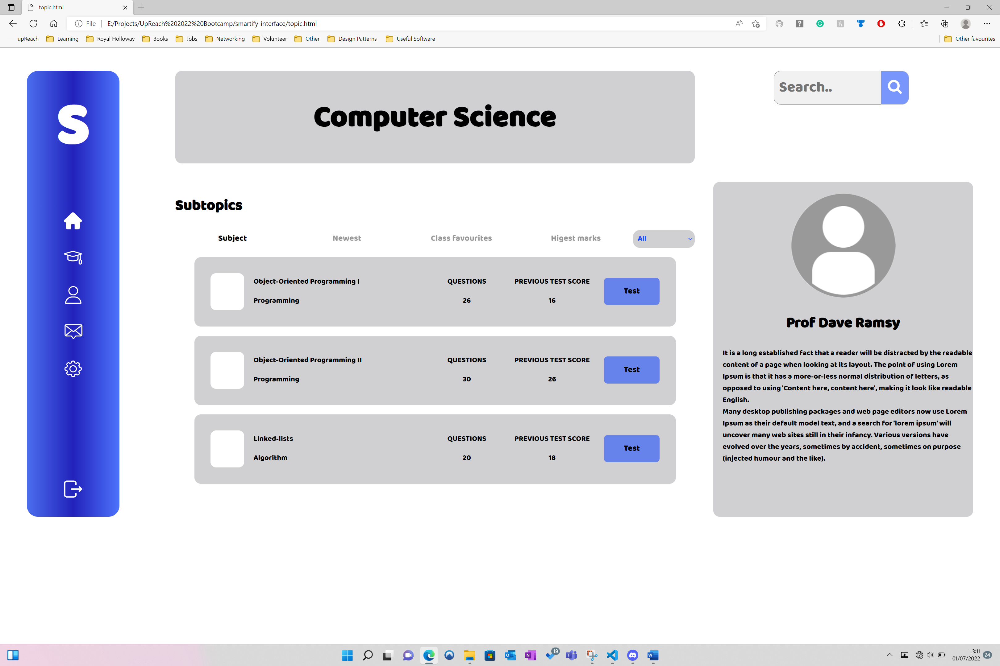 topic.html
File
E:/Projects/UpReach%202022%20Bootcamp/smartify-interface/topic.html
upReach Learning Royal Holloway Books Jobs Networking Volunteer Other Design Patterns Useful Software Other favourites
S
Computer Science
Search..
Subtopics
Subject Newest Class favourites Higest marks All
Object-Oriented Programming I QUESTIONS PREVIOUS TEST SCORE
Test
Programming 26 16
Object-Oriented Programming II QUESTIONS PREVIOUS TEST SCORE
Test
Programming 30 26
Linked-lists QUESTIONS PREVIOUS TEST SCORE
Test
Algorithm 20 18
Prof Dave Ramsy
It is a long established fact that a reader will be distracted by the readable
content of a page when looking at its layout. The point of using Lorem
Ipsum is that it has a more-or-less normal distribution of letters, as
opposed to using 'Content here, content here', making it look like readable
English.
Many desktop publishing packages and web page editors now use Lorem
Ipsum as their default model text, and a search for 'lorem ipsum' will
uncover many web sites still in their infancy. Various versions have
evolved over the years, sometimes by accident, sometimes on purpose
(injected humour and the like).
19
13:11
01/07/2022
24